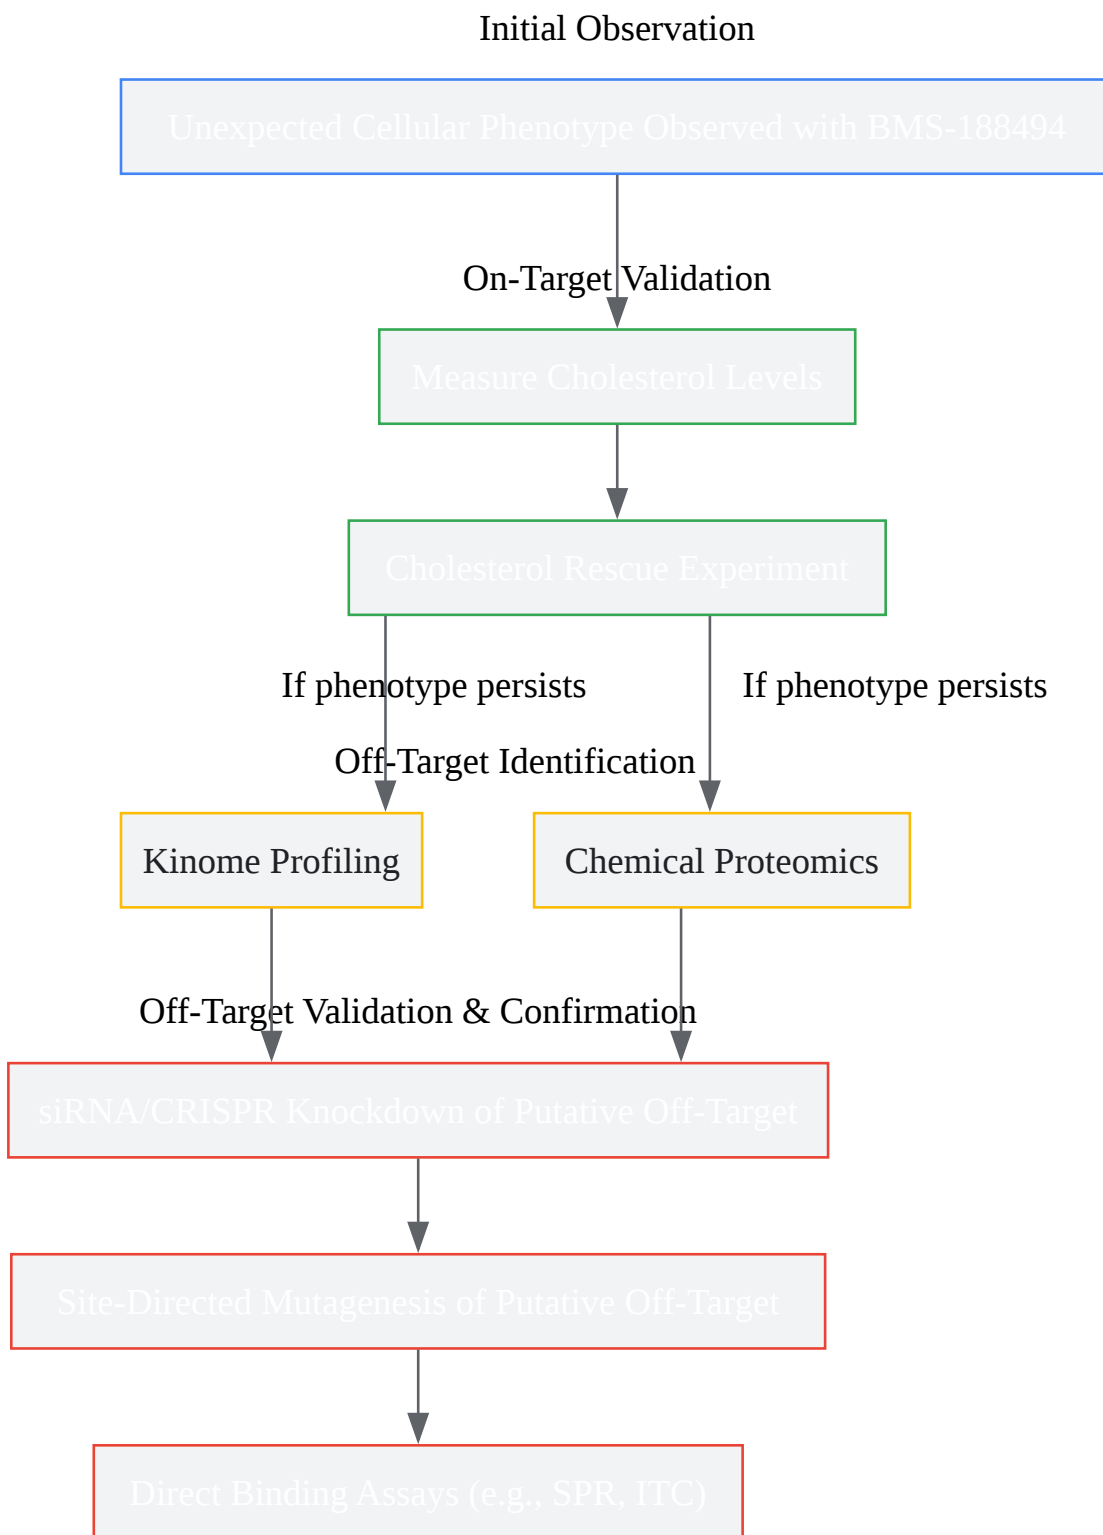 Initial Observation
Unexpected Cellular Phenotype Observed with BMS-188494
On-Target Validation
Measure Cholesterol Levels
Cholesterol Rescue Experiment
If phenotype persists
If phenotype persists
Off-Target Identification
Kinome Profiling
Chemical Proteomics
Off-Target Validation & Confirmation
siRNA/CRISPR Knockdown of Putative Off-Target
Site-Directed Mutagenesis of Putative Off-Target
Direct Binding Assays (e.g., SPR, ITC)